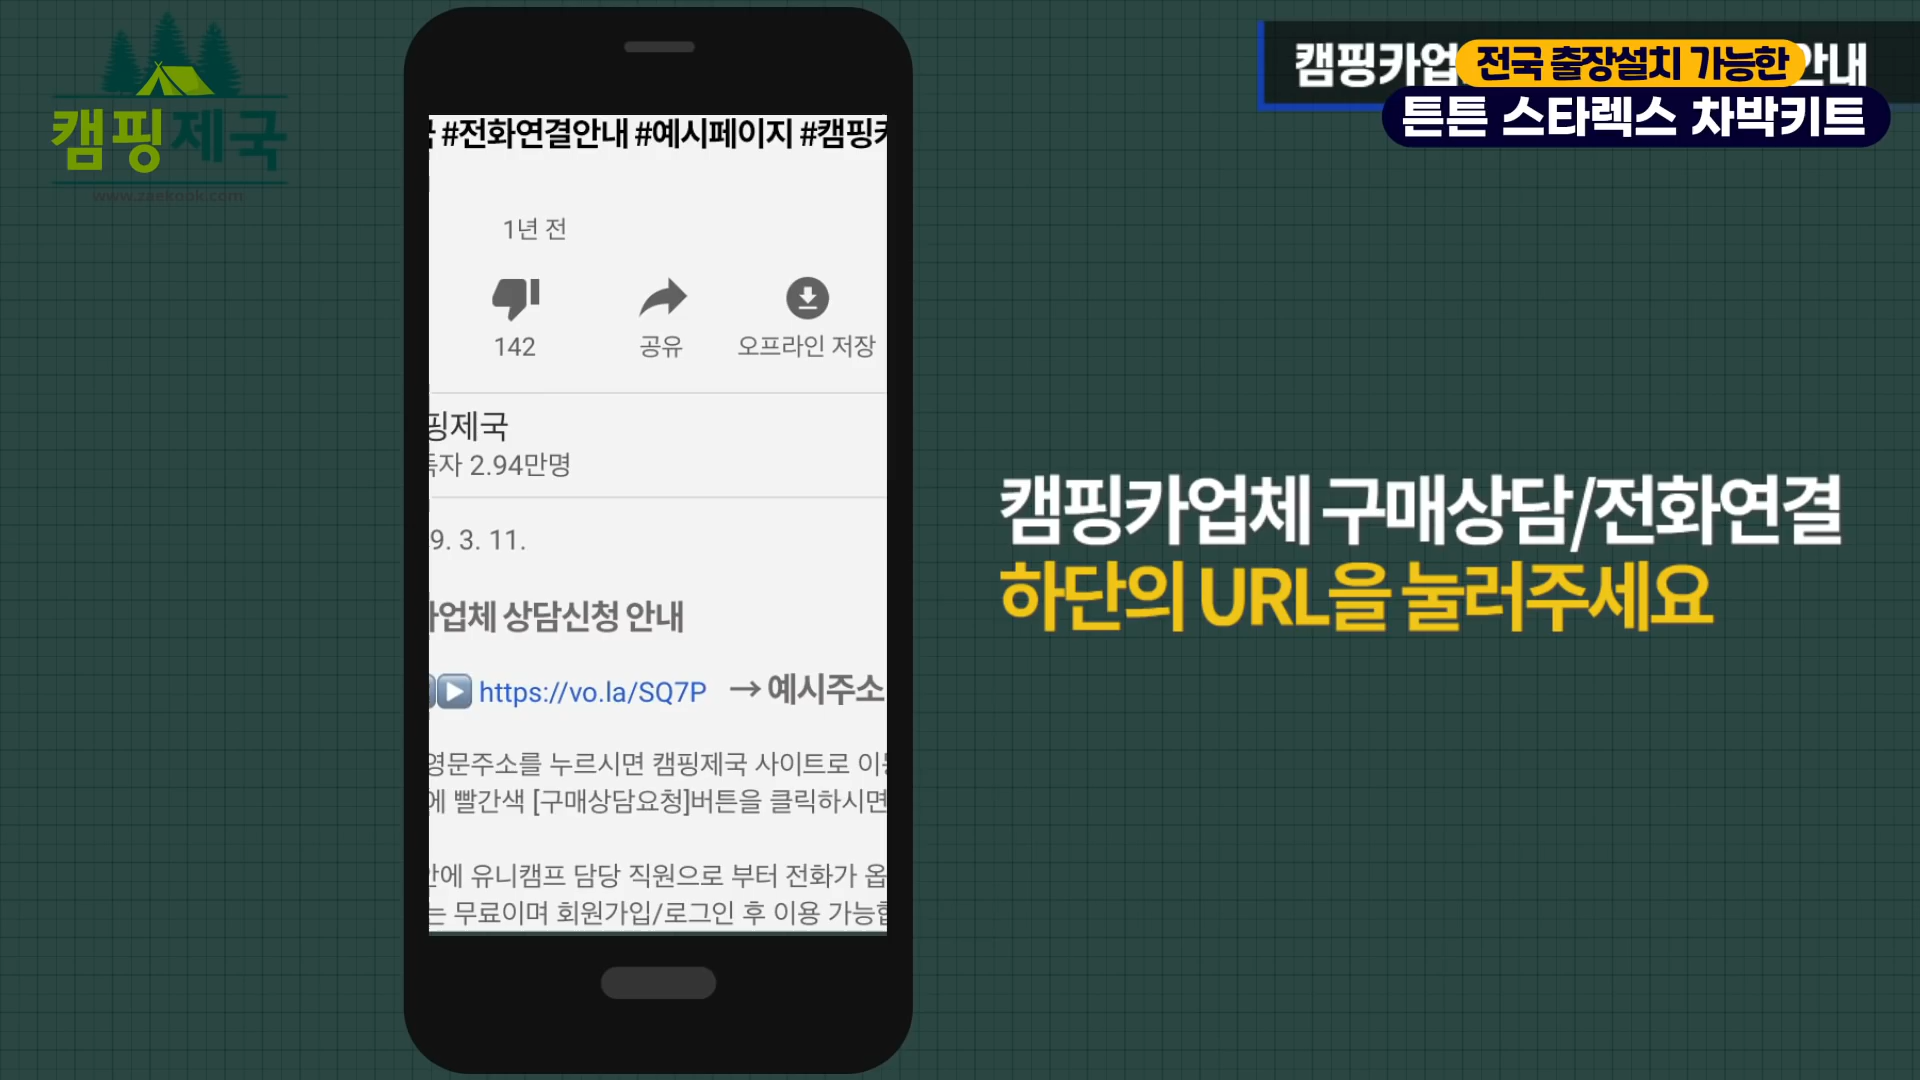 캠핑제국
www.zaekook.com
캠핑카업
안내
전국 출장설치 가능한
튼튼 스타렉스 차박키트
#전화연결안내 #예시페이지 #캠핑카
1년 전
142
공유
오프라인 저장
핑제국
독자 2.94만명
9. 3. 11.
업체 상담신청 안내
https://vo.la/SQ7P → 예시주소
영문주소를 누르시면 캠핑제국 사이트로 이동
에 빨간색 [구매상담요청]버튼을 클릭하시면
안에 유니캠프 담당 직원으로 부터 전화가 옵
는 무료이며 회원가입/로그인 후 이용 가능합
캠핑카업체 구매상담/전화연결
하단의 URL을 눌러주세요